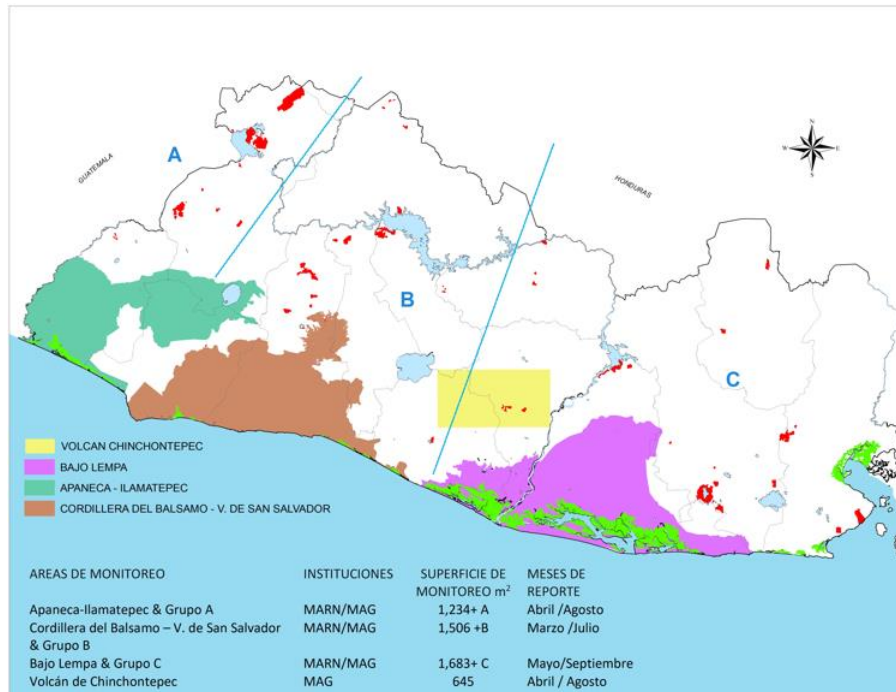 A
GUATEMALA
N
W E
S
HONDURAS
B
C
VOLCAN CHINCHONTEPEC
BAJO LEMPA
APANECA - ILAMATEPEC
CORDILLERA DEL BALSAMO - V. DE SAN SALVADOR
AREAS DE MONITOREO INSTITUCIONES SUPERFICIE DE MESES DE
MONITOREO m² REPORTE
Apaneca-Ilamatepec & Grupo A MARN/MAG 1,234+ A Abril /Agosto
Cordillera del Balsamo – V. de San Salvador MARN/MAG 1,506 +B Marzo /Julio
& Grupo B
Bajo Lempa & Grupo C MARN/MAG 1,683+ C Mayo/Septiembre
Volcán de Chinchontepec MAG 645 Abril / Agosto